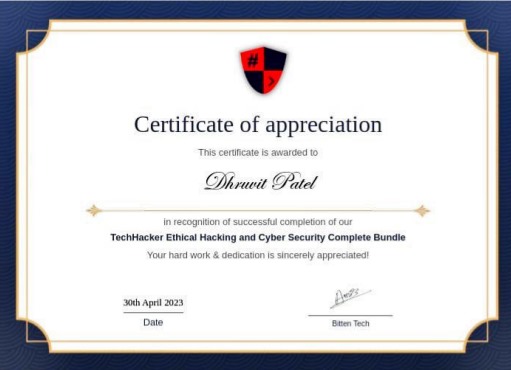 #
>
Certificate of appreciation
This certificate is awarded to
Dhruvit Patel
in recognition of successful completion of our
TechHacker Ethical Hacking and Cyber Security Complete Bundle
Your hard work & dedication is sincerely appreciated!
30th April 2023
Date
Bitten Tech